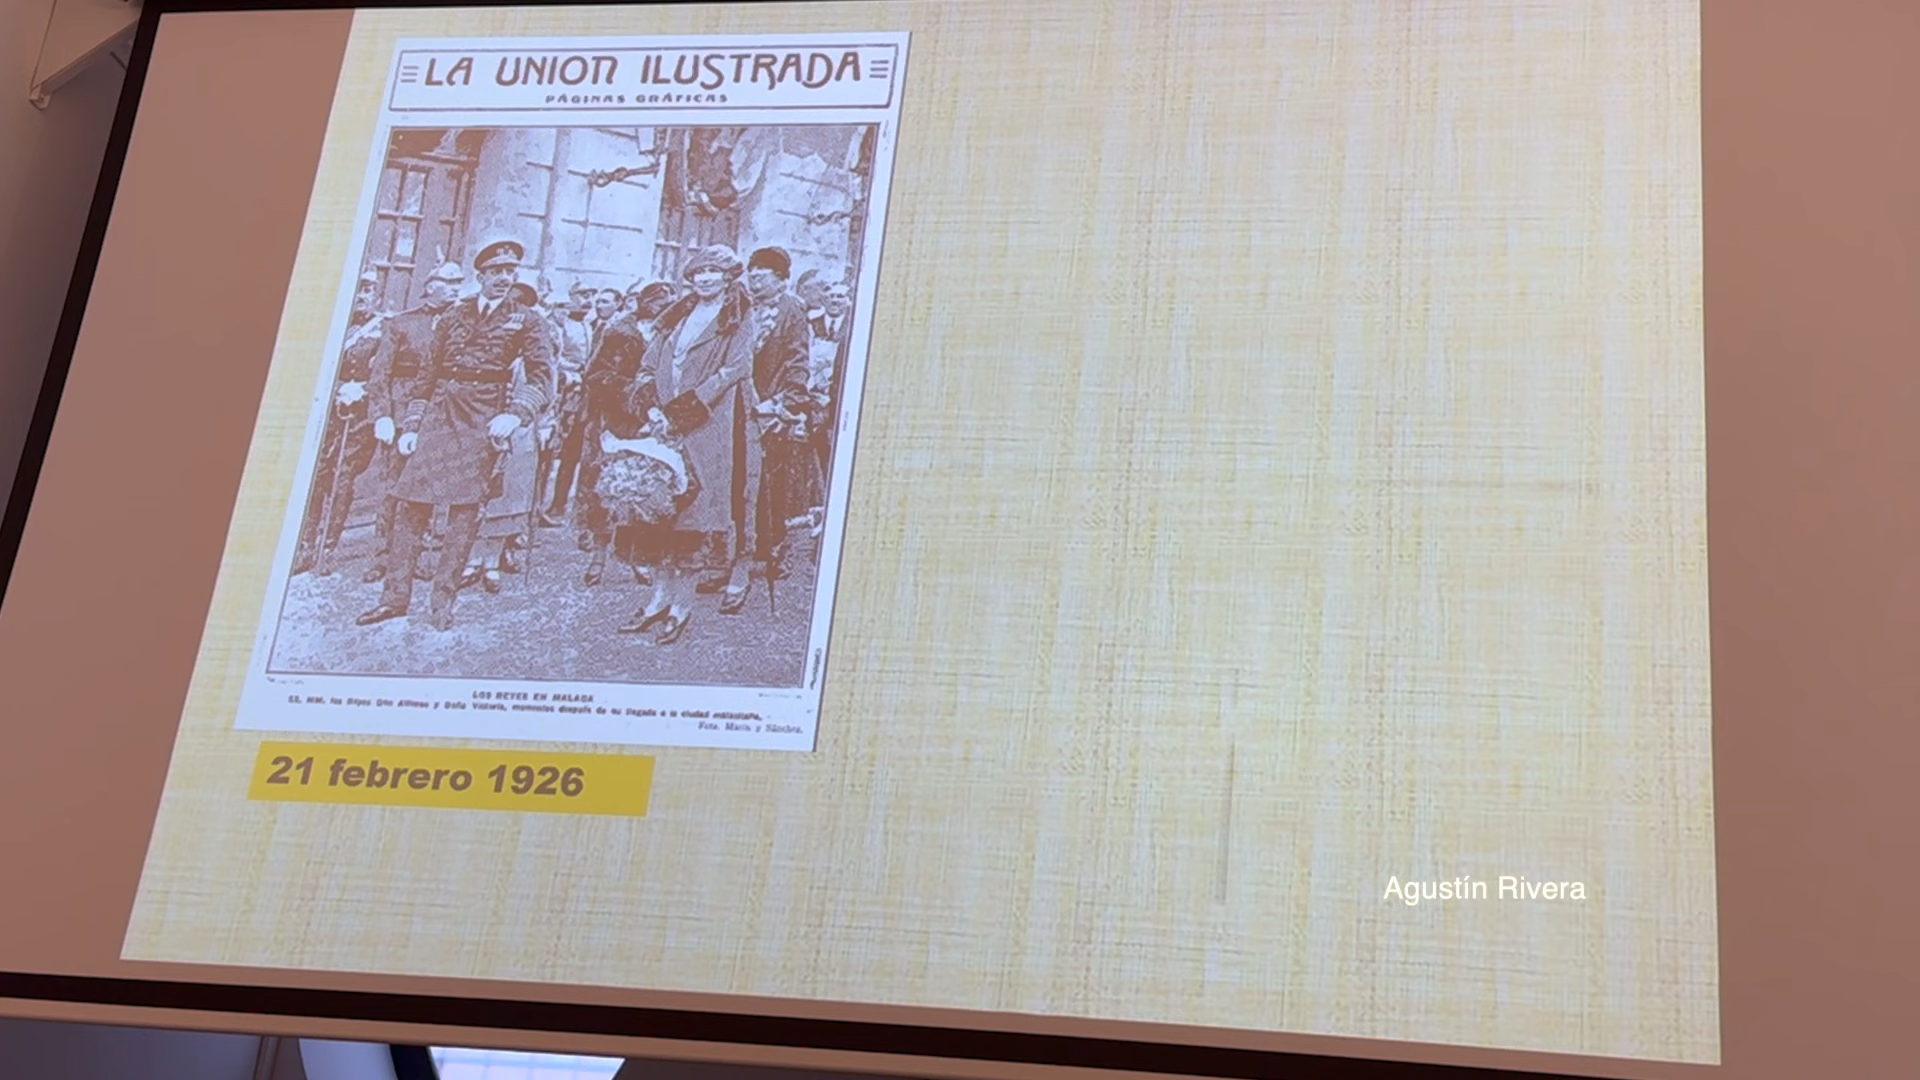 LA UNION ILUSTRADA
PÁGINAS GRÁFICAS
LOS REYES EN MALAGA
SS. MM. los Reyes Don Alfonso y Doña Victoria, momentos después de su llegada a la ciudad malacitana.
Foto. Marín y Sánchez.
21 febrero 1926
Agustín Rivera